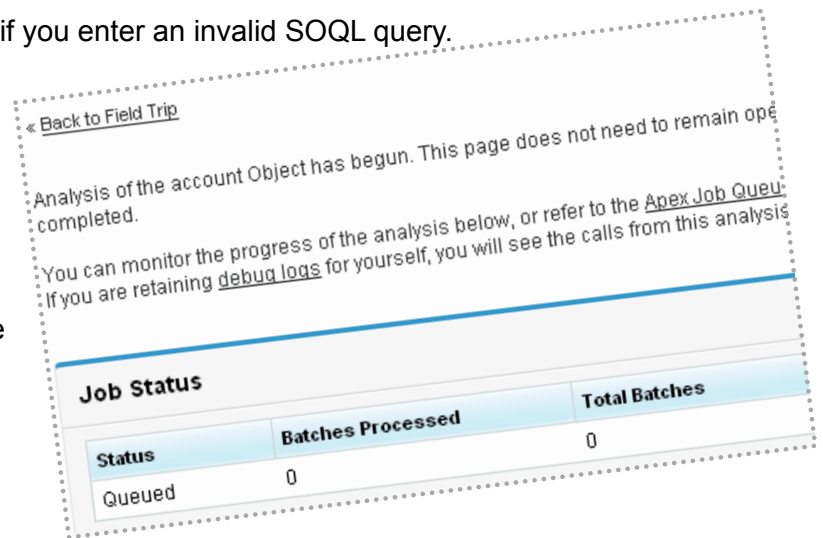 if you enter an invalid SOQL query.
« Back to Field Trip
Analysis of the account Object has begun. This page does not need to remain ope
completed.
You can monitor the progress of the analysis below, or refer to the Apex Job Queu
If you are retaining debug logs for yourself, you will see the calls from this analysis
e
Job Status
Status Batches Processed Total Batches
Queued 0 0